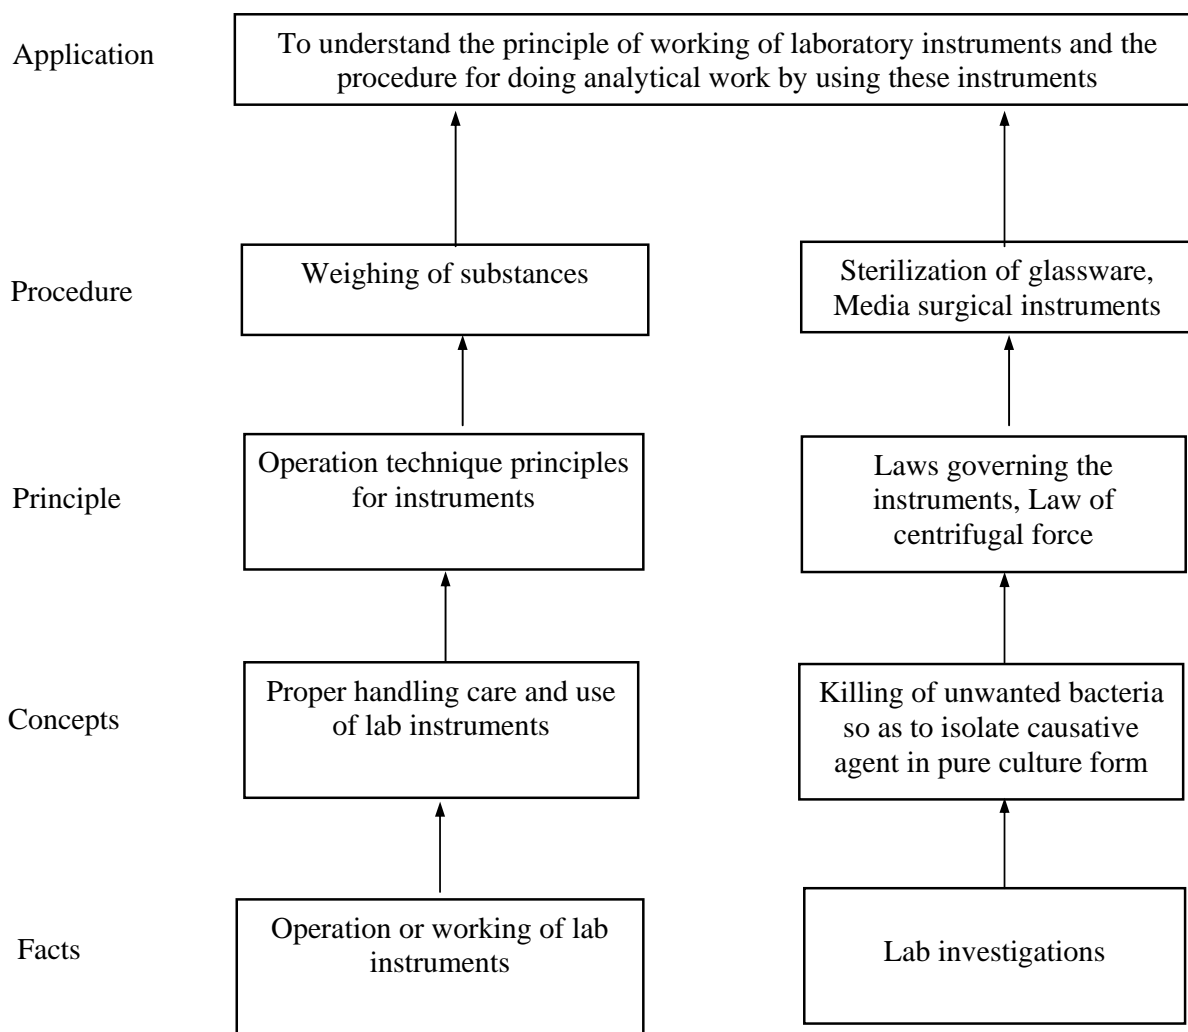 Application
To understand the principle of working of laboratory instruments and the
procedure for doing analytical work by using these instruments
Procedure
Weighing of substances
Sterilization of glassware,
Media surgical instruments
Principle
Operation technique principles
for instruments
Laws governing the
instruments, Law of
centrifugal force
Concepts
Proper handling care and use
of lab instruments
Killing of unwanted bacteria
so as to isolate causative
agent in pure culture form
Facts
Operation or working of lab
instruments
Lab investigations